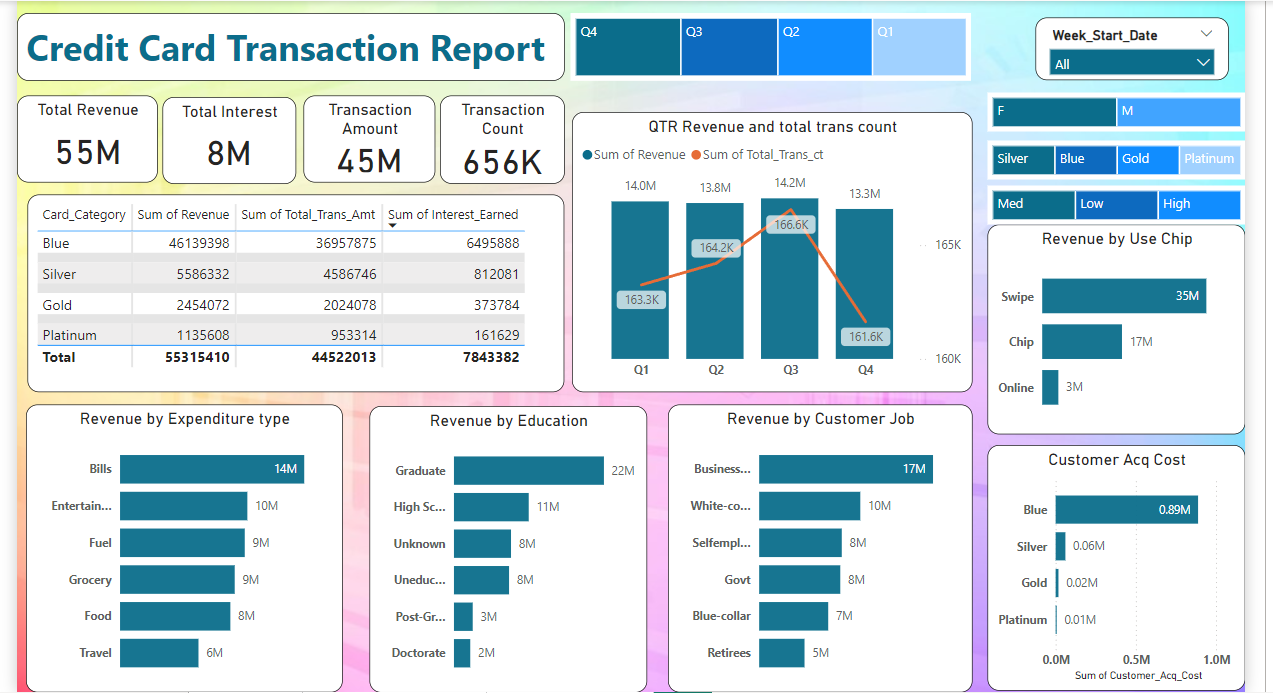 Credit Card Transaction Report
Q4 Q3 Q2 Q1
Week_Start_Date
All
Total Revenue
55M
Total Interest
8M
Transaction
Amount
45M
Transaction
Count
656K
F M
Silver Blue Gold Platinum
Med Low High
Card_Category Sum of Revenue Sum of Total_Trans_Amt Sum of Interest_Earned
Blue 46139398 36957875 6495888
Silver 5586332 4586746 812081
Gold 2454072 2024078 373784
Platinum 1135608 953314 161629
Total 55315410 44522013 7843382
QTR Revenue and total trans count
Sum of Revenue Sum of Total_Trans_ct
14.0M 13.8M 14.2M 13.3M
163.3K 164.2K 166.6K 161.6K
165K
160K
Q1 Q2 Q3 Q4
Revenue by Use Chip
Swipe 35M
Chip 17M
Online 3M
Revenue by Expenditure type
Bills 14M
Entertain... 10M
Fuel 9M
Grocery 9M
Food 8M
Travel 6M
Revenue by Education
Graduate 22M
High Sc... 11M
Unknown 8M
Uneduc... 8M
Post-Gr... 3M
Doctorate 2M
Revenue by Customer Job
Business... 17M
White-co... 10M
Selfempl... 8M
Govt 8M
Blue-collar 7M
Retirees 5M
Customer Acq Cost
Blue 0.89M
Silver 0.06M
Gold 0.02M
Platinum 0.01M
0.0M 0.5M 1.0M
Sum of Customer_Acq_Cost